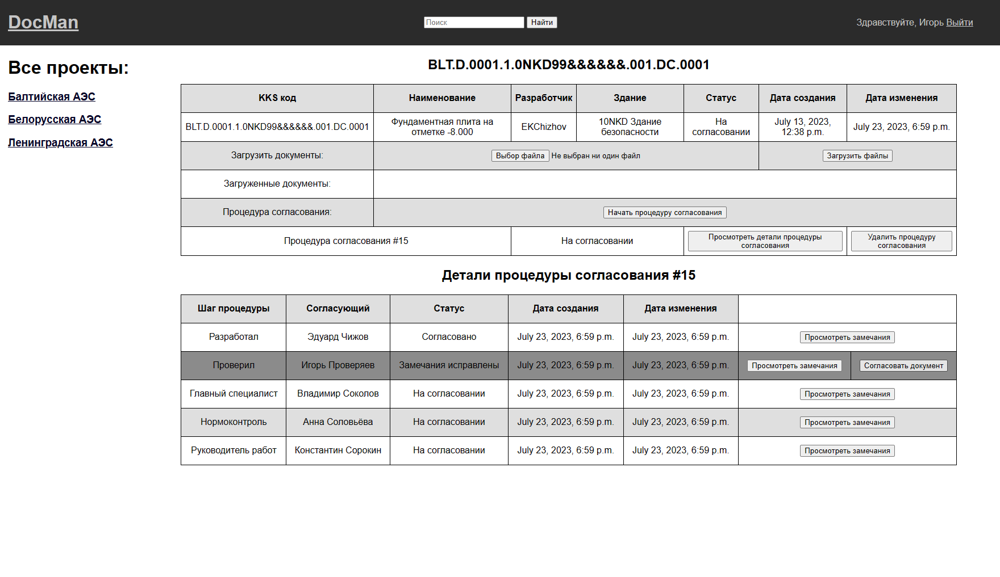 DocMan
Поиск
Найти
Здравствуйте, Игорь Выйти
Все проекты:
Балтийская АЭС
Белорусская АЭС
Ленинградская АЭС
BLT.D.0001.1.0NKD99&&&&&&.001.DC.0001
KKS код Наименование Разработчик Здание Статус Дата создания Дата изменения
BLT.D.0001.1.0NKD99&&&&&&.001.DC.0001
Фундаментная плита на
отметке -8.000
EKChizhov
10NKD Здание
безопасности
На
согласовании
July 13, 2023,
12:38 p.m.
July 23, 2023, 6:59 p.m.
Загрузить документы: Выбор файла Не выбран ни один файл Загрузить файлы
Загруженные документы:
Процедура согласования: Начать процедуру согласования
Процедура согласования #15 На согласовании
Просмотреть детали процедуры
согласования
Удалить процедуру
согласования
Детали процедуры согласования #15
Шаг процедуры Согласующий Статус Дата создания Дата изменения
Разработал Эдуард Чижов Согласовано July 23, 2023, 6:59 p.m. July 23, 2023, 6:59 p.m. Просмотреть замечания
Проверил Игорь Проверяев Замечания исправлены July 23, 2023, 6:59 p.m. July 23, 2023, 6:59 p.m. Просмотреть замечания Согласовать документ
Главный специалист Владимир Соколов На согласовании July 23, 2023, 6:59 p.m. July 23, 2023, 6:59 p.m. Просмотреть замечания
Нормоконтроль Анна Соловьёва На согласовании July 23, 2023, 6:59 p.m. July 23, 2023, 6:59 p.m. Просмотреть замечания
Руководитель работ Константин Сорокин На согласовании July 23, 2023, 6:59 p.m. July 23, 2023, 6:59 p.m. Просмотреть замечания